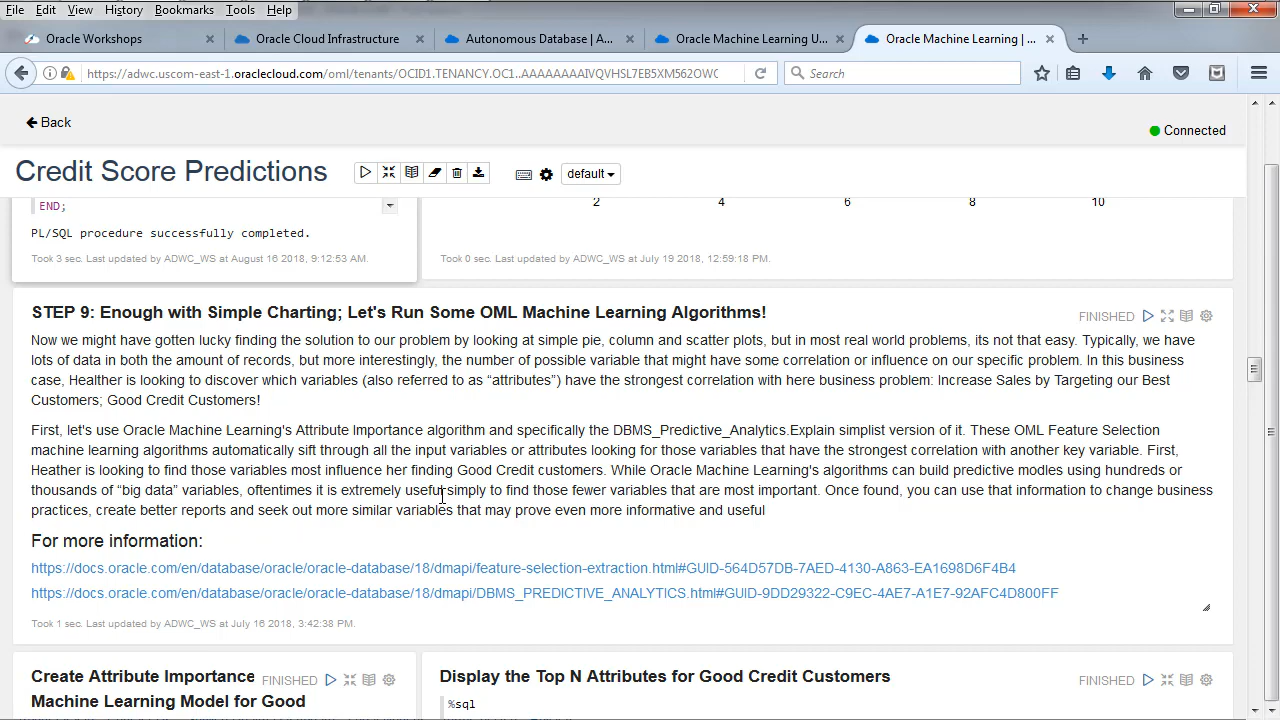 File Edit View History Bookmarks Tools Help
Oracle Workshops
Oracle Cloud Infrastructure
Autonomous Database | A...
Oracle Machine Learning U...
Oracle Machine Learning | ...
https://adwc.uscom-east-1.oraclecloud.com/oml/tenants/OCID1.TENANCY.OC1..AAAAAAAAIVQVHSL7EB5XM562OWC
Search
Back
Connected
Credit Score Predictions
default
END;
2 4 6 8 10
PL/SQL procedure successfully completed.
Took 3 sec. Last updated by ADWC_WS at August 16 2018, 9:12:53 AM.
Took 0 sec. Last updated by ADWC_WS at July 19 2018, 12:59:18 PM.
STEP 9: Enough with Simple Charting; Let's Run Some OML Machine Learning Algorithms!
FINISHED
Now we might have gotten lucky finding the solution to our problem by looking at simple pie, column and scatter plots, but in most real world problems, its not that easy. Typically, we have
lots of data in both the amount of records, but more interestingly, the number of possible variable that might have some correlation or influence on our specific problem. In this business
case, Healther is looking to discover which variables (also referred to as “attributes”) have the strongest correlation with here business problem: Increase Sales by Targeting our Best
Customers; Good Credit Customers!
First, let's use Oracle Machine Learning's Attribute Importance algorithm and specifically the DBMS_Predictive_Analytics.Explain simplist version of it. These OML Feature Selection
machine learning algorithms automatically sift through all the input variables or attributes looking for those variables that have the strongest correlation with another key variable. First,
Heather is looking to find those variables most influence her finding Good Credit customers. While Oracle Machine Learning's algorithms can build predictive modles using hundreds or
thousands of “big data” variables, oftentimes it is extremely useful simply to find those fewer variables that are most important. Once found, you can use that information to change business
practices, create better reports and seek out more similar variables that may prove even more informative and useful
For more information:
https://docs.oracle.com/en/database/oracle/oracle-database/18/dmapi/feature-selection-extraction.html#GUID-564D57DB-7AED-4130-A863-EA1698D6F4B4
https://docs.oracle.com/en/database/oracle/oracle-database/18/dmapi/DBMS_PREDICTIVE_ANALYTICS.html#GUID-9DD29322-C9EC-4AE7-A1E7-92AFC4D800FF
Took 1 sec. Last updated by ADWC_WS at July 16 2018, 3:42:38 PM.
Create Attribute Importance
Machine Learning Model for Good
FINISHED
Display the Top N Attributes for Good Credit Customers
FINISHED
%sql